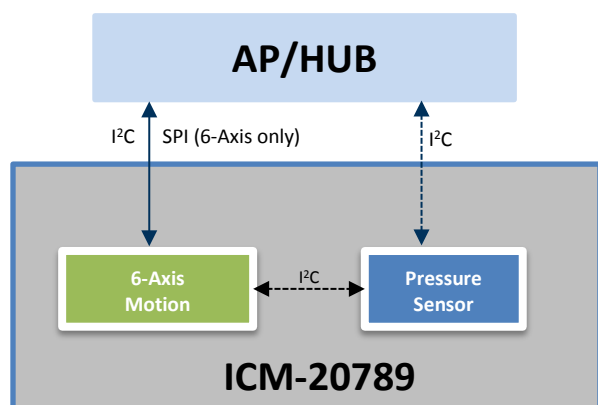 AP/HUB
I²C SPI (6-Axis only)
I²C
6-Axis
Motion
I²C
Pressure
Sensor
ICM-20789